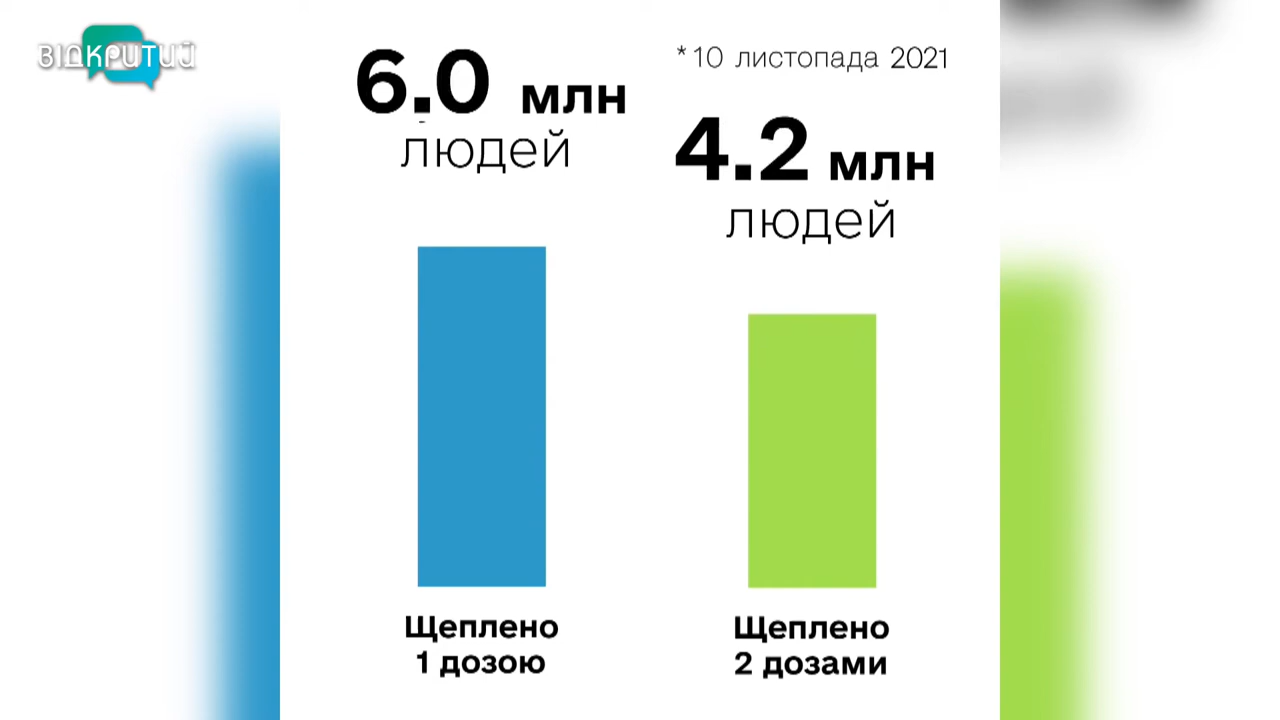 ВІДКРИТИЙ
6.0 млн
людей
*10 листопада 2021
4.2 млн
людей
Щеплено
1 дозою
Щеплено
2 дозами